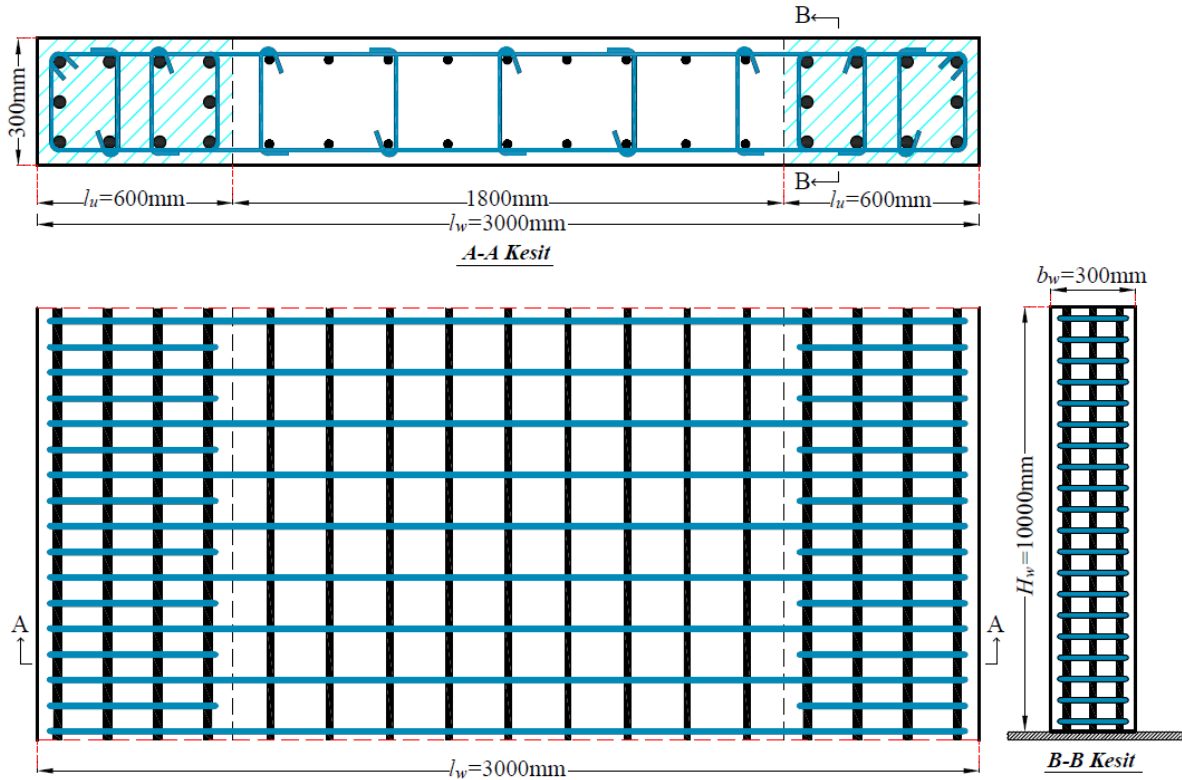 B
300mm
B
lu=600mm
1800mm
lu=600mm
lw=3000mm
A-A Kesit
bw=300mm
Hw=10000mm
A
A
lw=3000mm
B-B Kesit